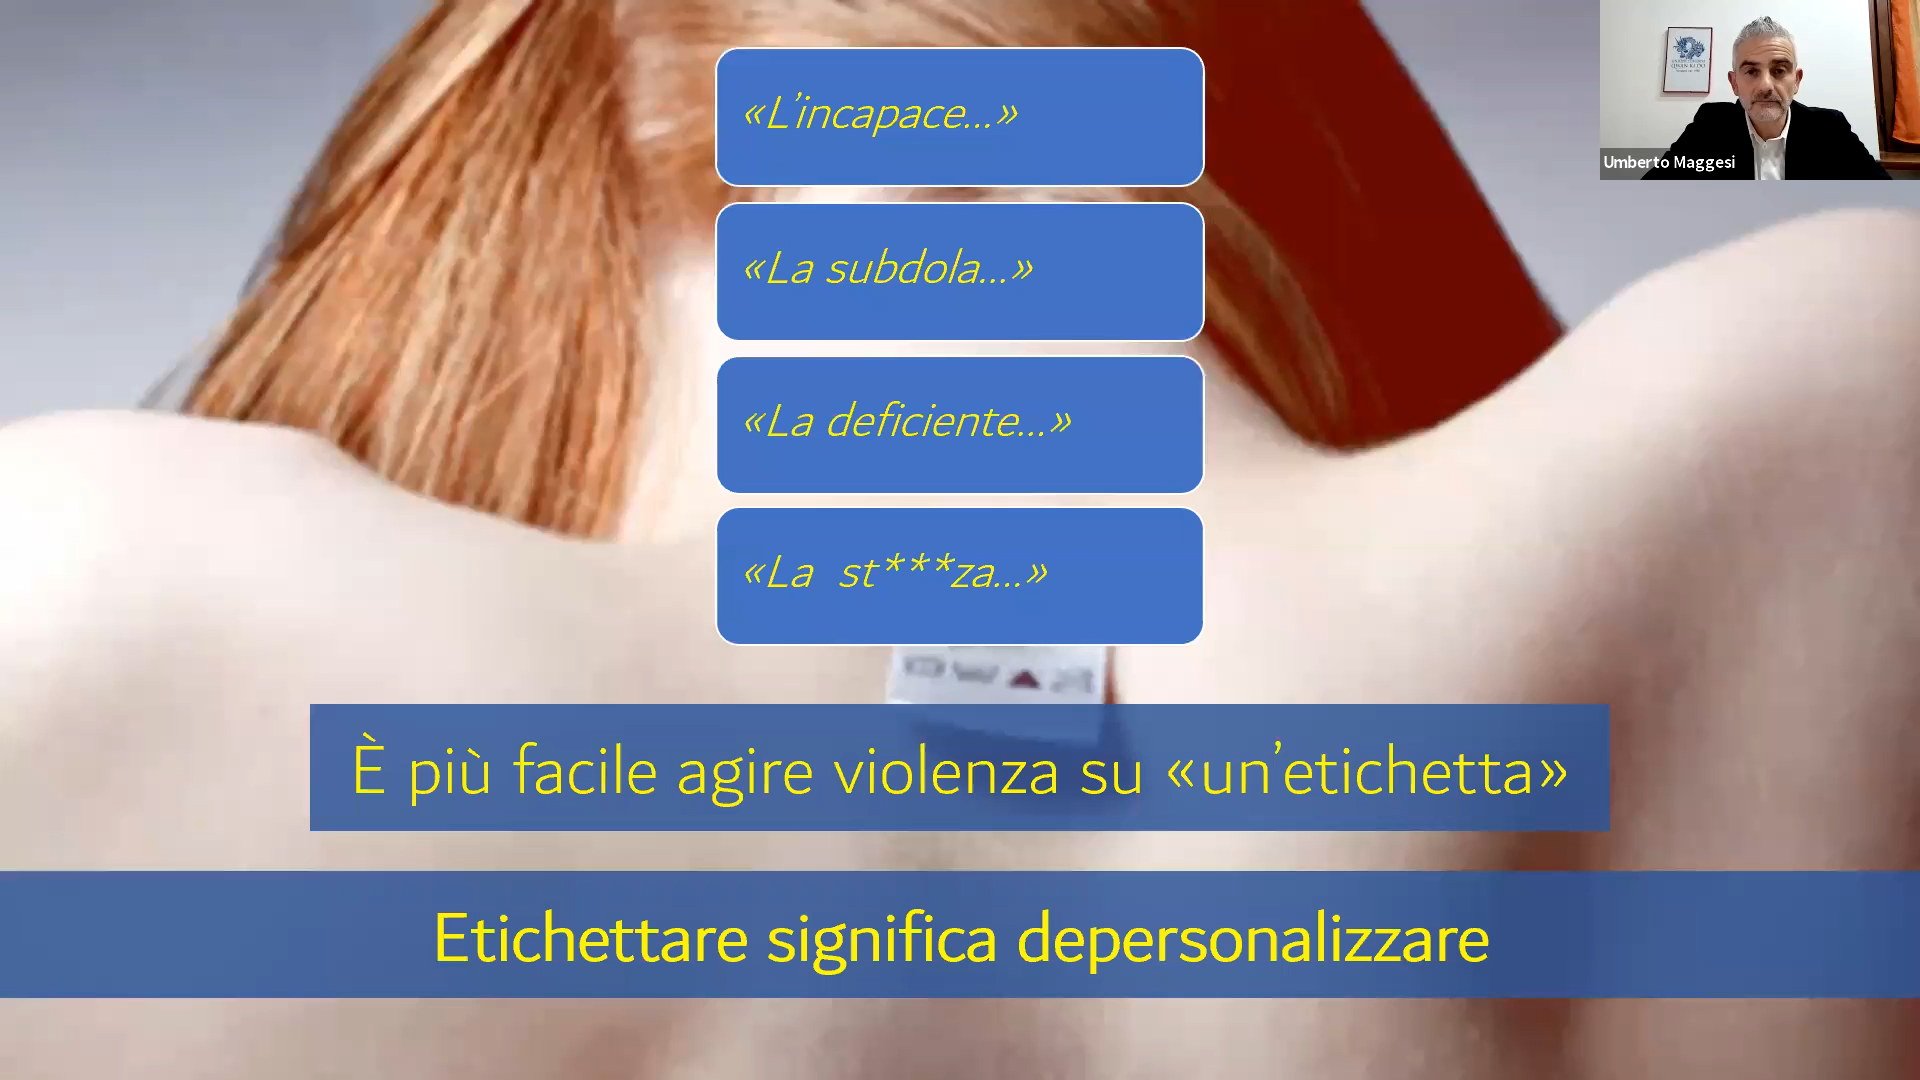 «L’incapace...»
«La subdola...»
«La deficiente...»
«La st***za...»
È più facile agire violenza su «un’etichetta»
Etichettare significa depersonalizzare
Umberto Maggesi